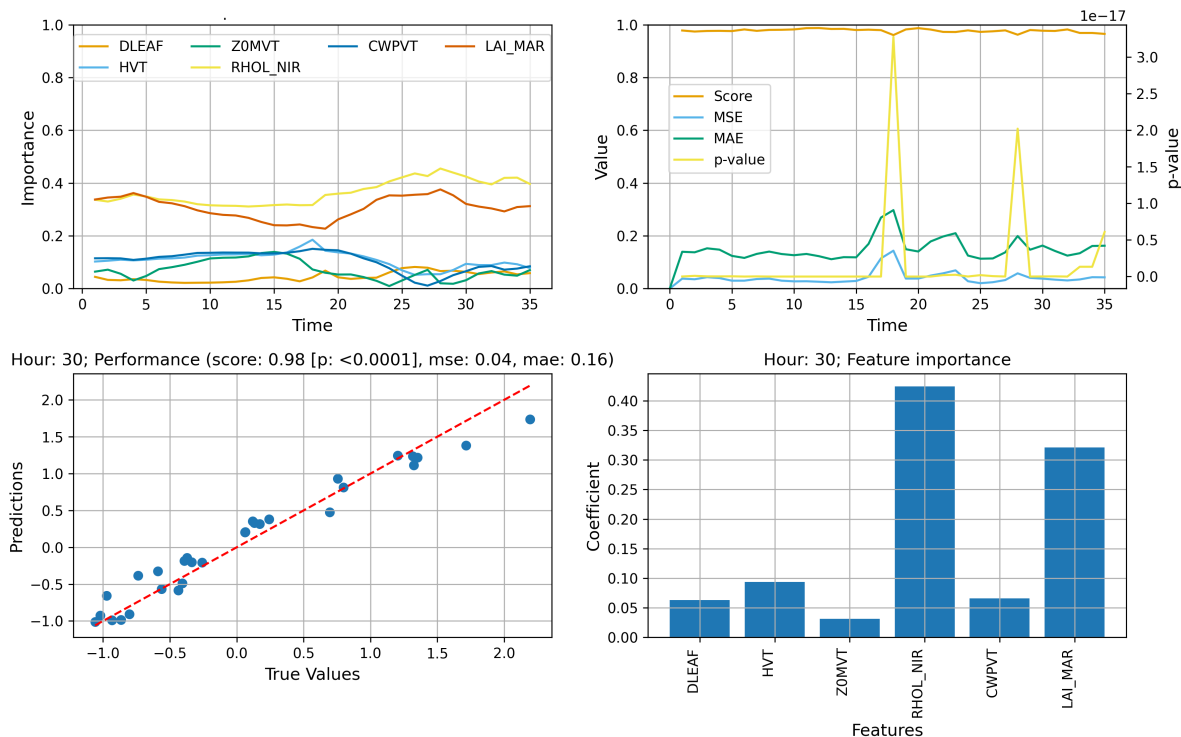 1.0
0.8
0.6
0.4
0.2
0.0
Importance
DLEAF
HVT
Z0MVT
RHOL_NIR
CWPVT
LAI_MAR
0
5
10
15
20
25
30
35
Time
1e−17
1.0
0.8
0.6
0.4
0.2
0.0
Value
Score
MSE
MAE
p-value
3.0
2.5
2.0
1.5
1.0
0.5
0.0
p-value
0
5
10
15
20
25
30
35
Time
Hour: 30; Performance (score: 0.98 [p: <0.0001], mse: 0.04, mae: 0.16)
2.0
1.5
1.0
0.5
0.0
−0.5
−1.0
Predictions
−1.0
−0.5
0.0
0.5
1.0
1.5
2.0
True Values
Hour: 30; Feature importance
0.40
0.35
0.30
0.25
0.20
0.15
0.10
0.05
0.00
Coefficient
DLEAF
HVT
Z0MVT
RHOL_NIR
CWPVT
LAI_MAR
Features